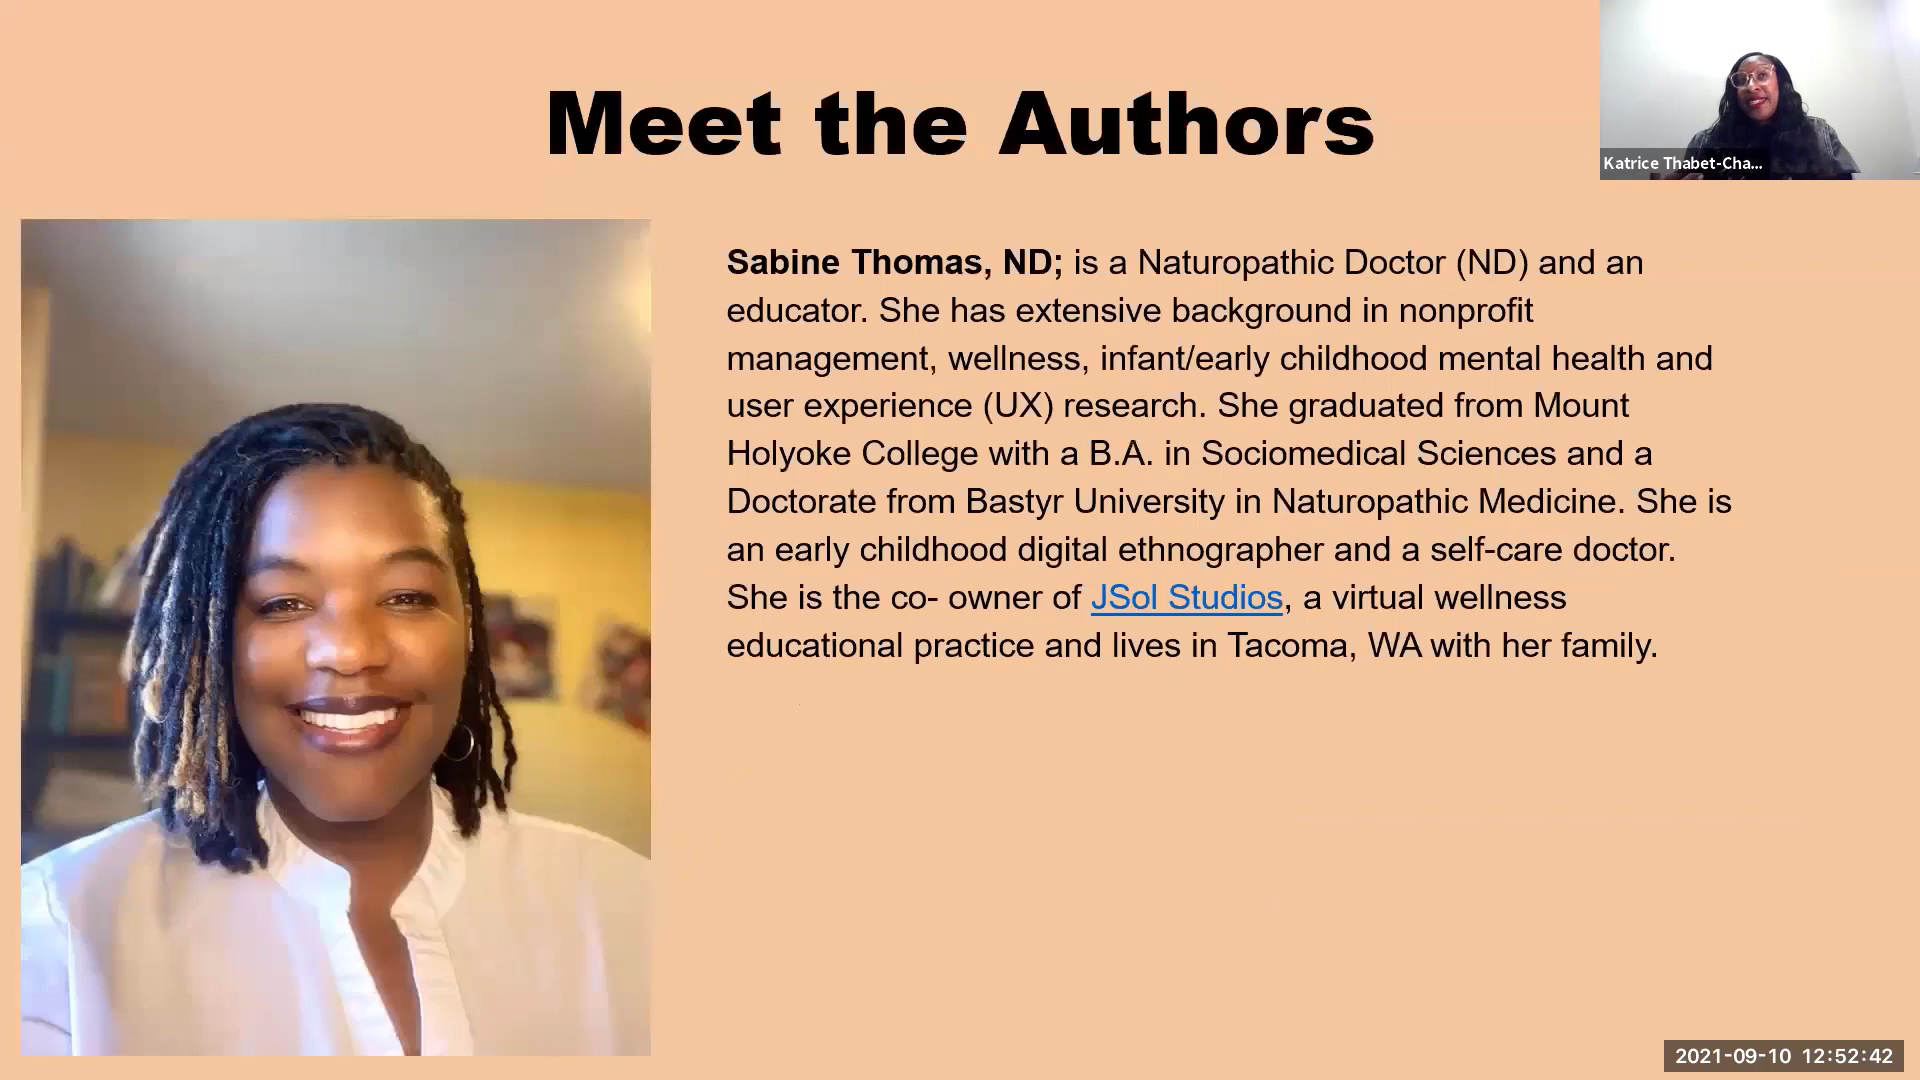 Meet the Authors
Katrice Thabet-Cha...
Sabine Thomas, ND; is a Naturopathic Doctor (ND) and an
educator. She has extensive background in nonprofit
management, wellness, infant/early childhood mental health and
user experience (UX) research. She graduated from Mount
Holyoke College with a B.A. in Sociomedical Sciences and a
Doctorate from Bastyr University in Naturopathic Medicine. She is
an early childhood digital ethnographer and a self-care doctor.
She is the co- owner of JSol Studios, a virtual wellness
educational practice and lives in Tacoma, WA with her family.
2021-09-10 12:52:42